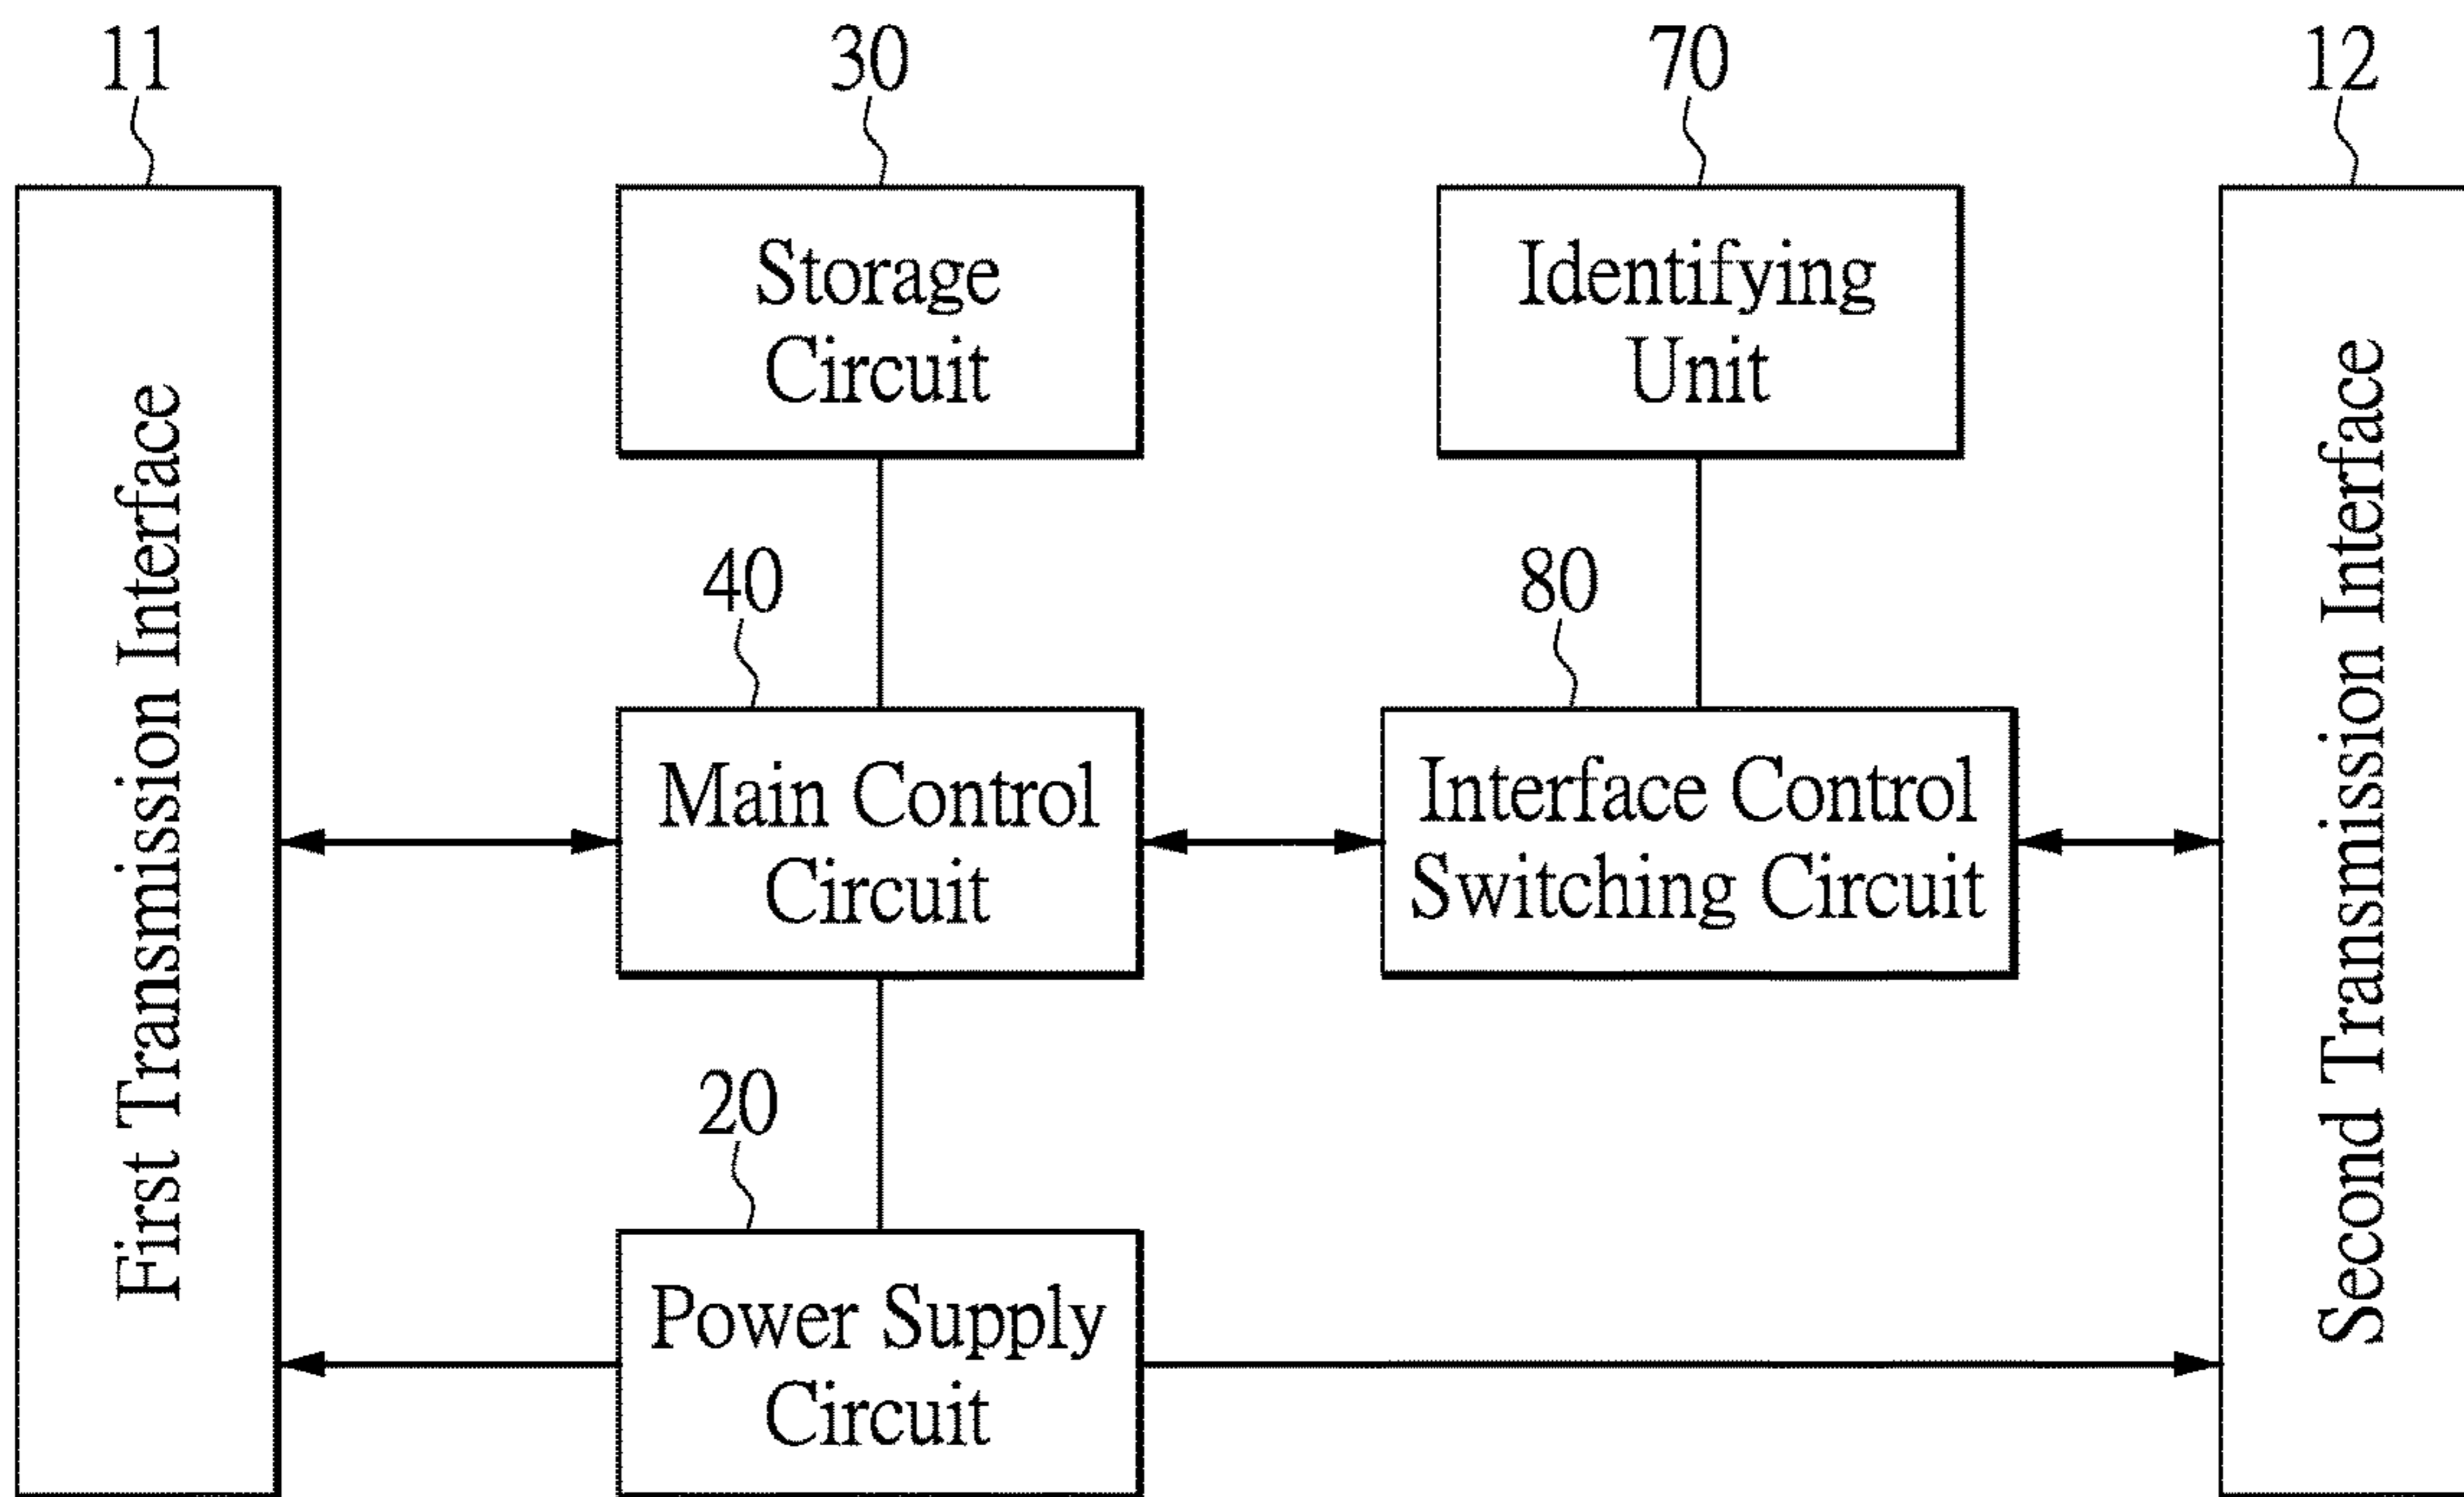 11
30
70
12
First Transmission Interface
Storage
Circuit
Identifying
Unit
Second Transmission Interface
40
80
Main Control
Circuit
Interface Control
Switching Circuit
20
Power Supply
Circuit